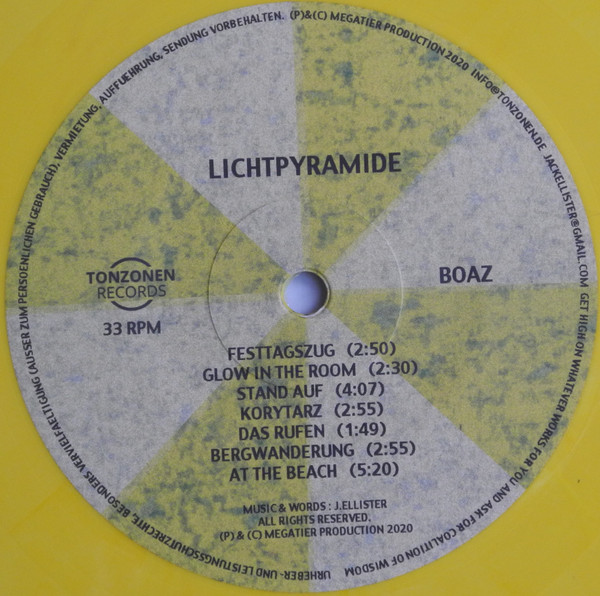 LICHTPYRAMIDE
TONZONEN
RECORDS
33 RPM
BOAZ
FESTTAGSZUG (2:50)
GLOW IN THE ROOM (2:30)
STAND AUF (4:07)
KORYTARZ (2:55)
DAS RUFEN (1:49)
BERGWANDERUNG (2:55)
AT THE BEACH (5:20)
MUSIC & WORDS : J.ELLISTER
ALL RIGHTS RESERVED.
(P) & (C) MEGATIER PRODUCTION 2020
URHEBER- UND LEISTUNGSSCHUTZRECHTE, BESONDERS VERVIELFAELTIGUNG (AUSSER ZUM PERSOENLICHEN GEBRAUCH), VERMIETUNG, AUFFUEHRUNG, SENDUNG VORBEHALTEN. (P)&(C) MEGATIER PRODUCTION 2020 INFO@TONZONEN.DE JACKELLISTER@GMAIL.COM GET HIGH ON WHATEVER WORKS FOR YOU AND ASK FOR COALITION OF WISDOM